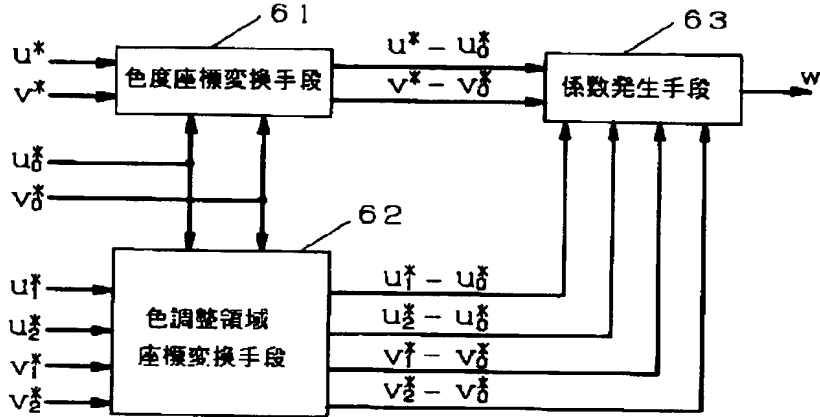 61
63
u*
v*
色度座標変換手段
u* − u₀*
v* − v₀*
係数発生手段
w
u₀*
v₀*
62
u₁*
u₂*
v₁*
v₂*
色調整領域
座標変換手段
u₁* − u₀*
u₂* − u₀*
v₁* − v₀*
v₂* − v₀*